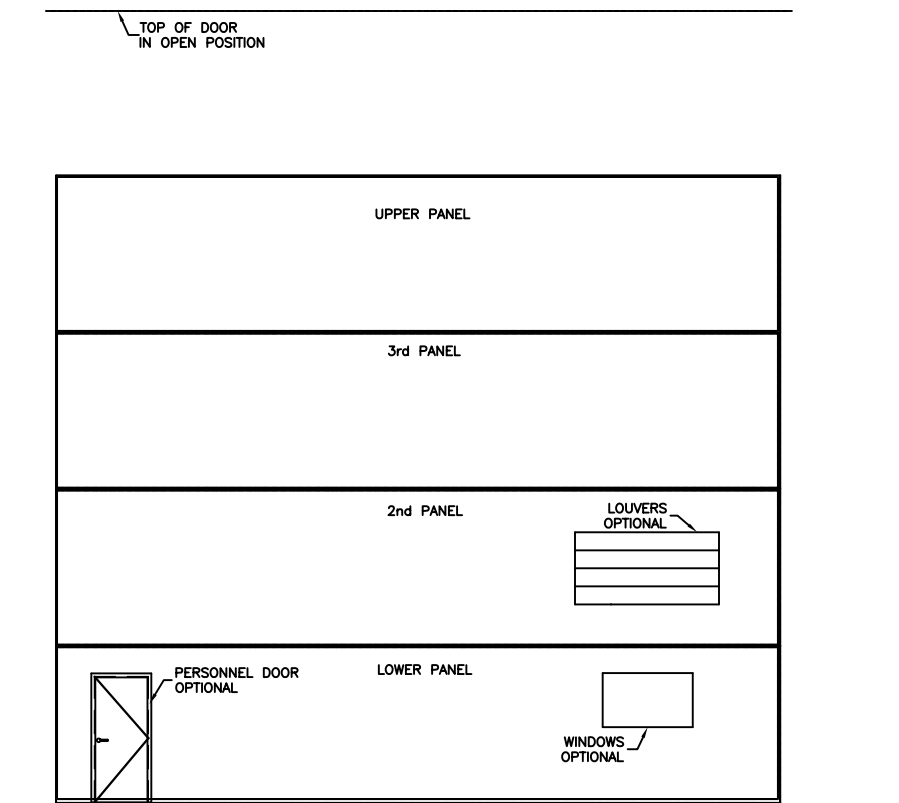 TOP OF DOOR
IN OPEN POSITION
UPPER PANEL
3rd PANEL
2nd PANEL
LOUVERS
OPTIONAL
PERSONNEL DOOR
OPTIONAL
LOWER PANEL
WINDOWS
OPTIONAL